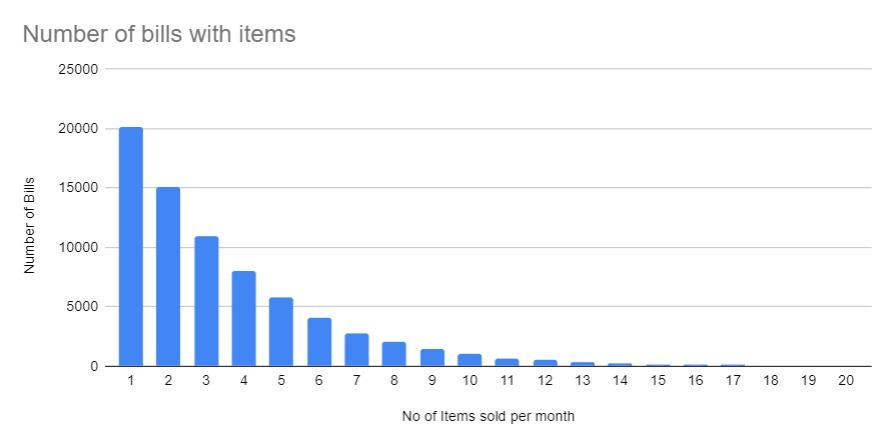 Number of bills with items
25000
20000
15000
10000
5000
0
Number of Bills
1 2 3 4 5 6 7 8 9 10 11 12 13 14 15 16 17 18 19 20
No of Items sold per month